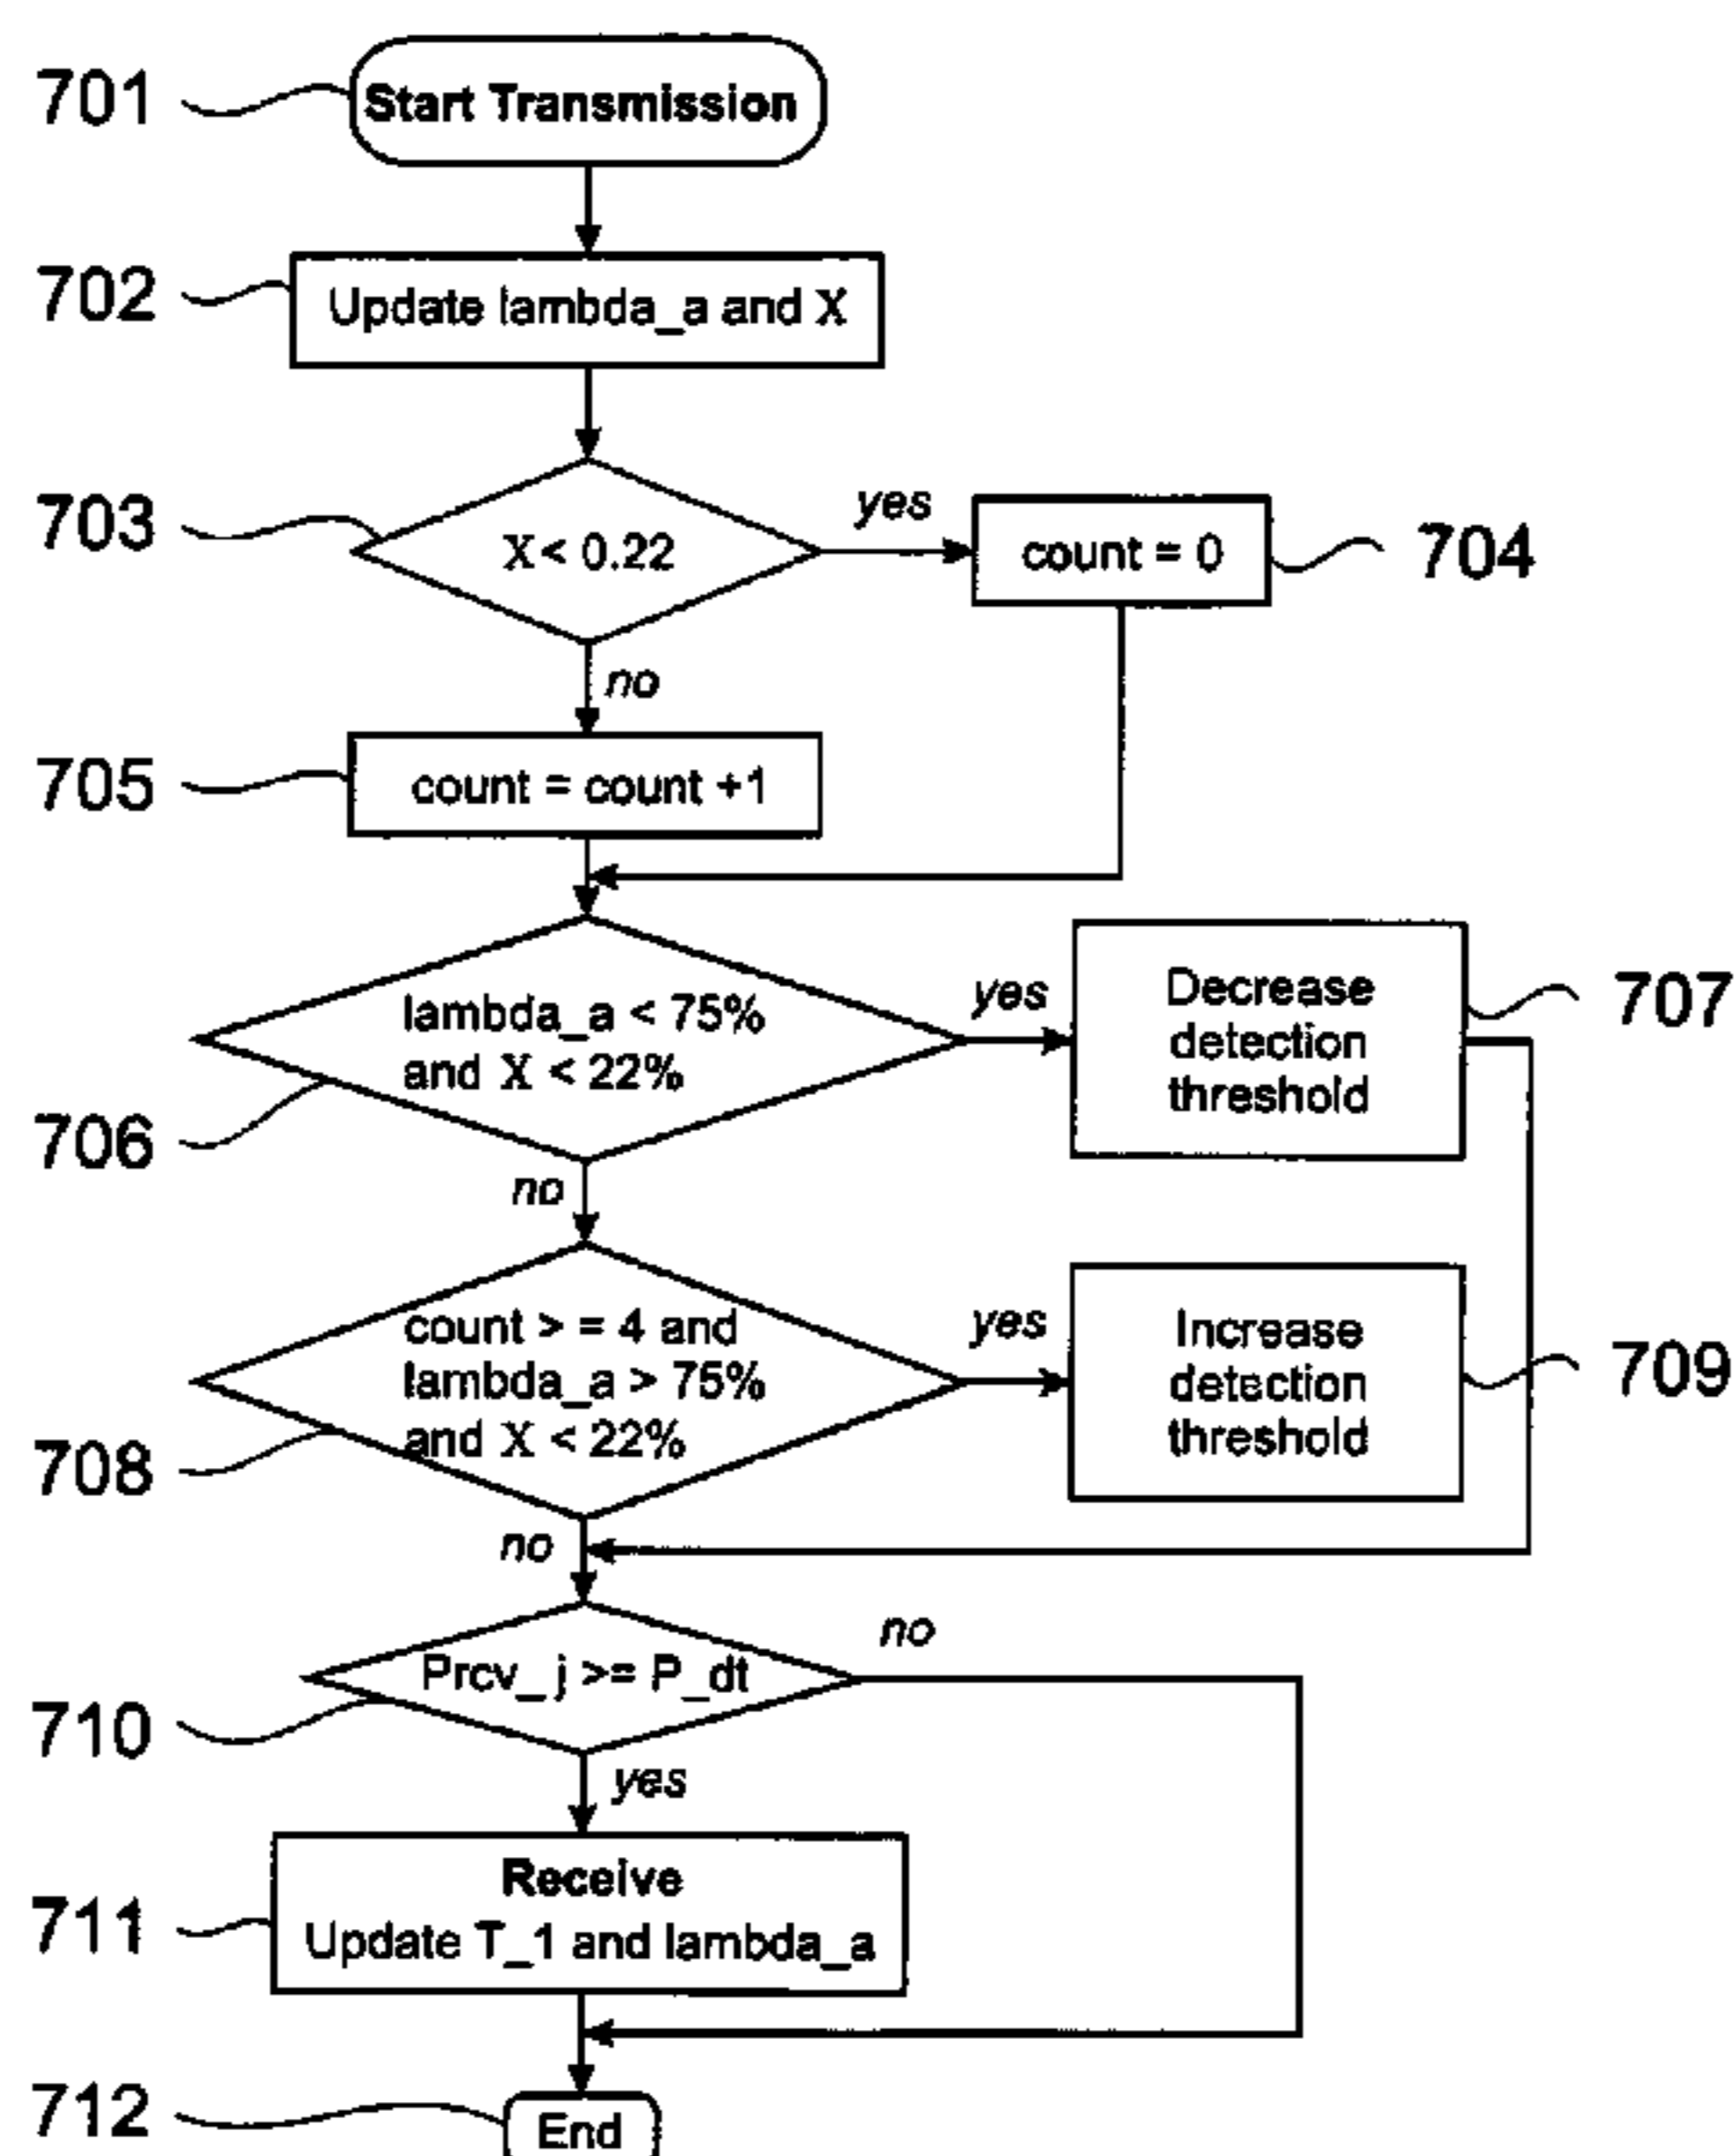 701
Start Transmission
702
Update lambda_a and X
703
X < 0.22
yes
count = 0
704
no
705
count = count +1
lambda_a < 75%
and X < 22%
yes
Decrease
detection
threshold
707
706
no
count > = 4 and
lambda_a > 75%
and X < 22%
yes
Increase
detection
threshold
709
708
no
Prcv_j >= P_dt
no
710
yes
Receive
Update T_1 and lambda_a
711
712
End